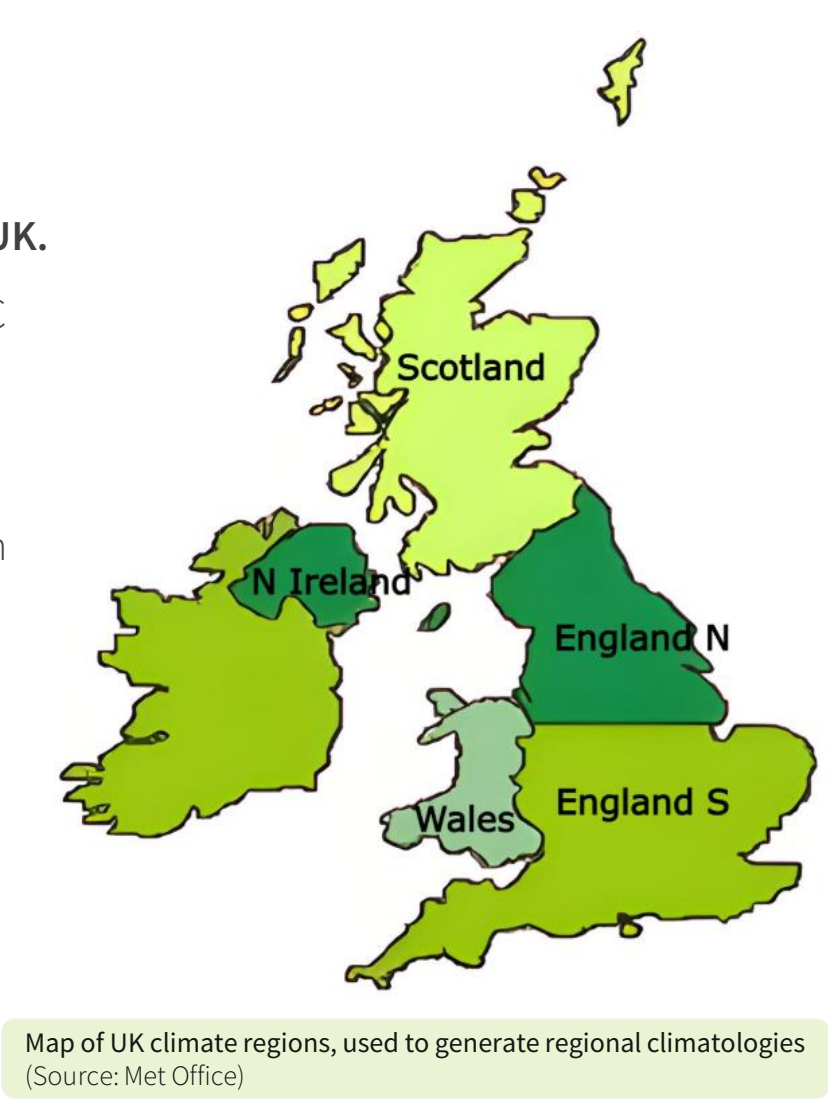 UK.
Scotland
N Ireland
England N
England S
Wales
Map of UK climate regions, used to generate regional climatologies
(Source: Met Office)